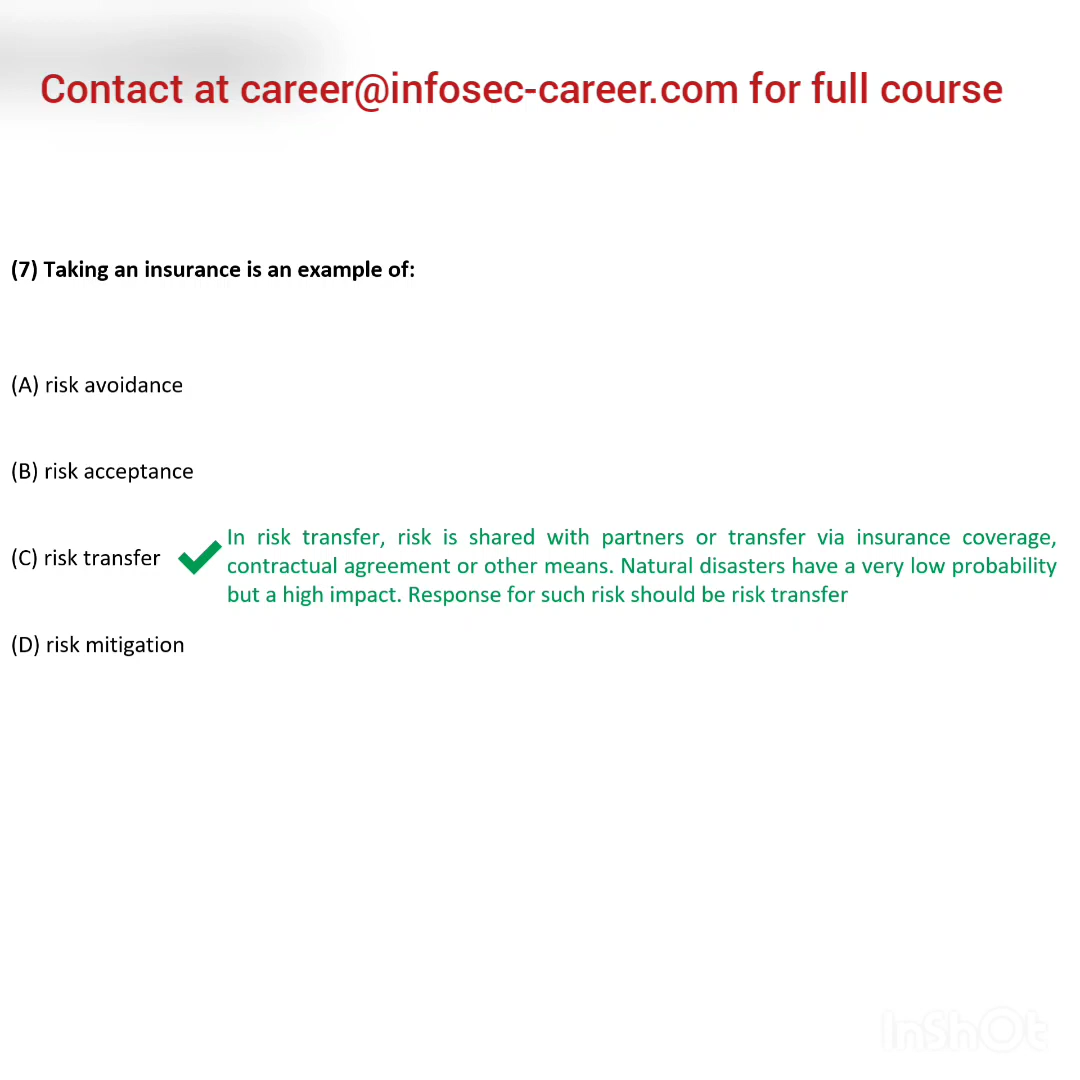 Contact at career@infosec-career.com for full course
(7) Taking an insurance is an example of:
(A) risk avoidance
(B) risk acceptance
(C) risk transfer
In risk transfer, risk is shared with partners or transfer via insurance coverage,
contractual agreement or other means. Natural disasters have a very low probability
but a high impact. Response for such risk should be risk transfer
(D) risk mitigation
InShOt